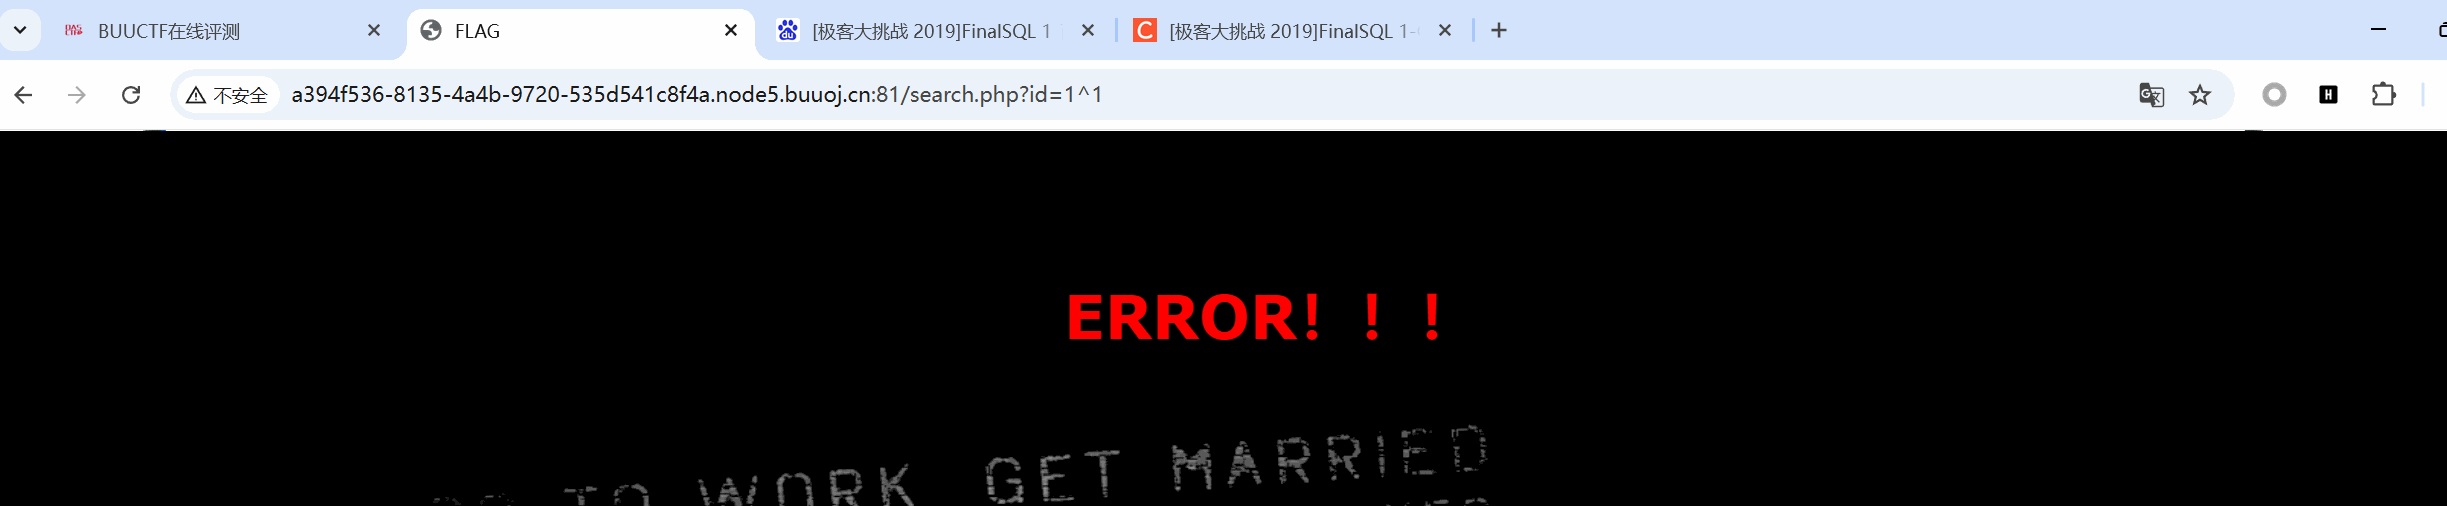 BUUCTF在线评测
FLAG
[极客大挑战 2019]FinalSQL 1
[极客大挑战 2019]FinalSQL 1-
不安全
a394f536-8135-4a4b-9720-535d541c8f4a.node5.buuoj.cn:81/search.php?id=1^1
ERROR！！！
TO WORK GET MARRIED